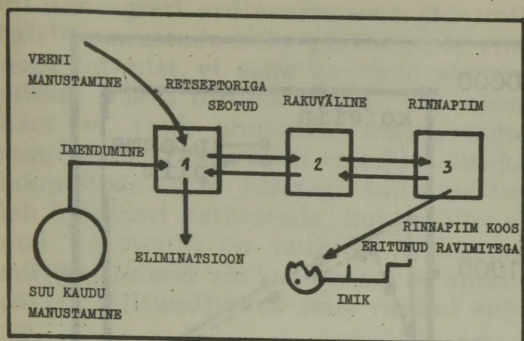 VEENI
MANUSTAMINE
RETSEPTORIGA
SEOTUD
RAKUVÄLINE
RINNAPIIM
IMENDUMINE
1
2
3
ELIMINATSIOON
RINNAPIIM KOOS
ERITUNUD RAVIMITEGA
SUU KAUDU
MANUSTAMINE
IMIK